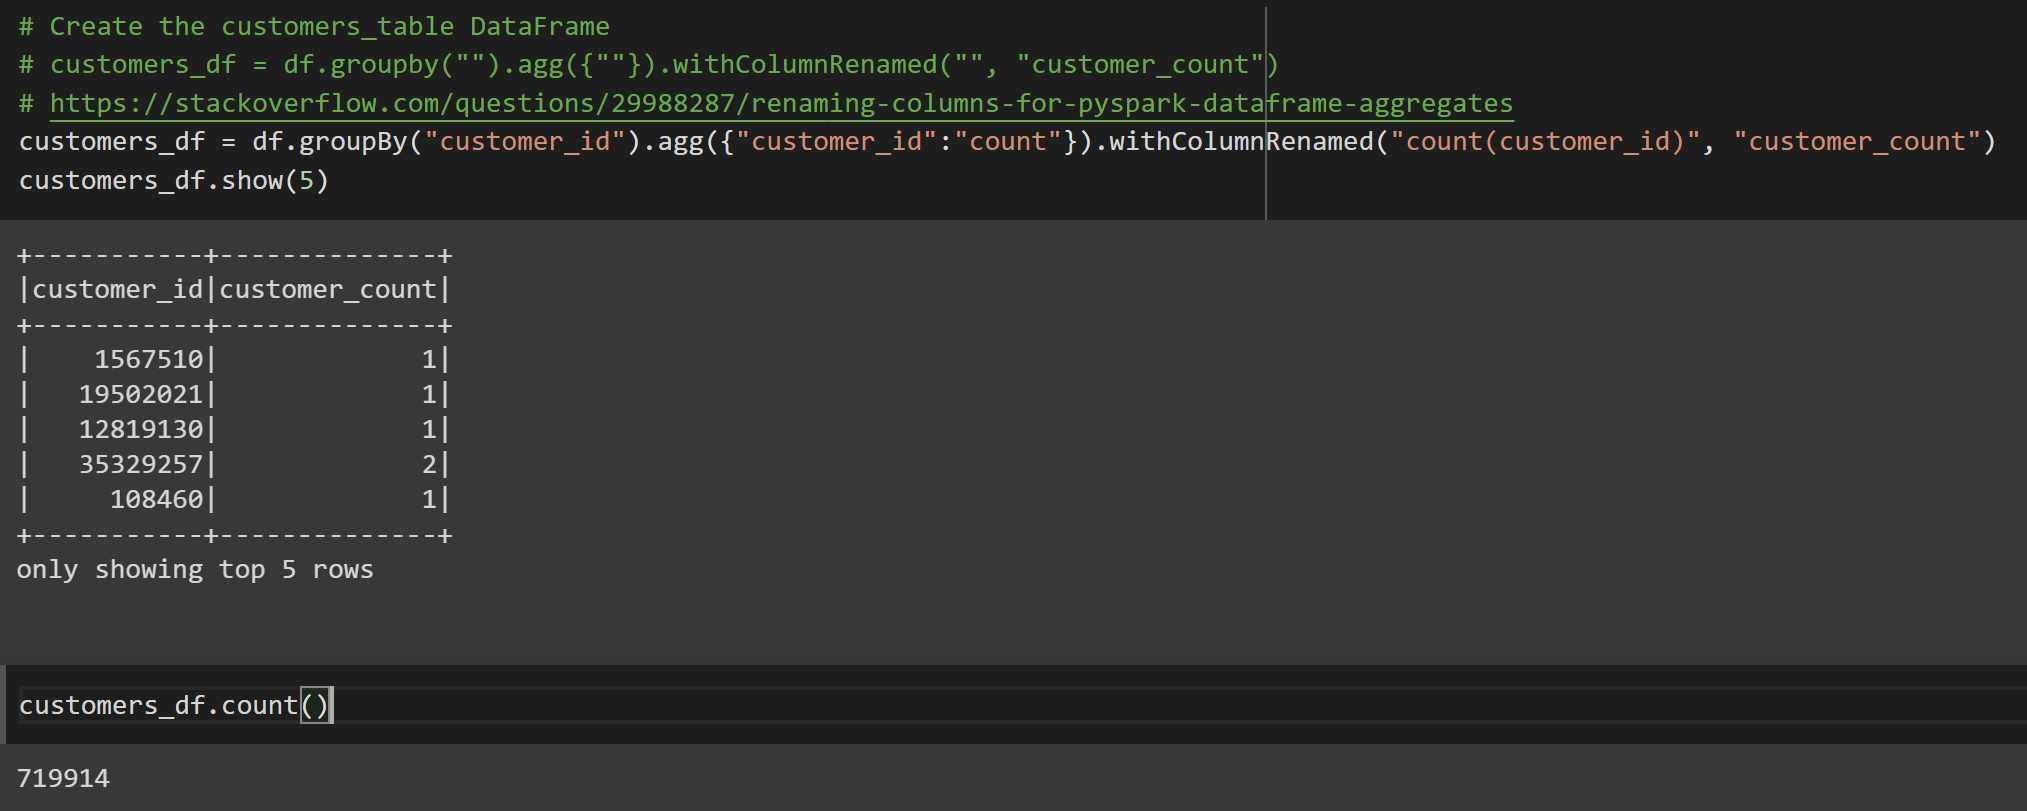 # Create the customers_table DataFrame
# customers_df = df.groupby("").agg({""}).withColumnRenamed("", "customer_count")
# https://stackoverflow.com/questions/29988287/renaming-columns-for-pyspark-dataframe-aggregates
customers_df = df.groupBy("customer_id").agg({"customer_id":"count"}).withColumnRenamed("count(customer_id)", "customer_count")
customers_df.show(5)
+-----------+--------------+
|customer_id|customer_count|
+-----------+--------------+
|    1567510|             1|
|   19502021|             1|
|   12819130|             1|
|   35329257|             2|
|     108460|             1|
+-----------+--------------+
only showing top 5 rows
customers_df.count()
719914